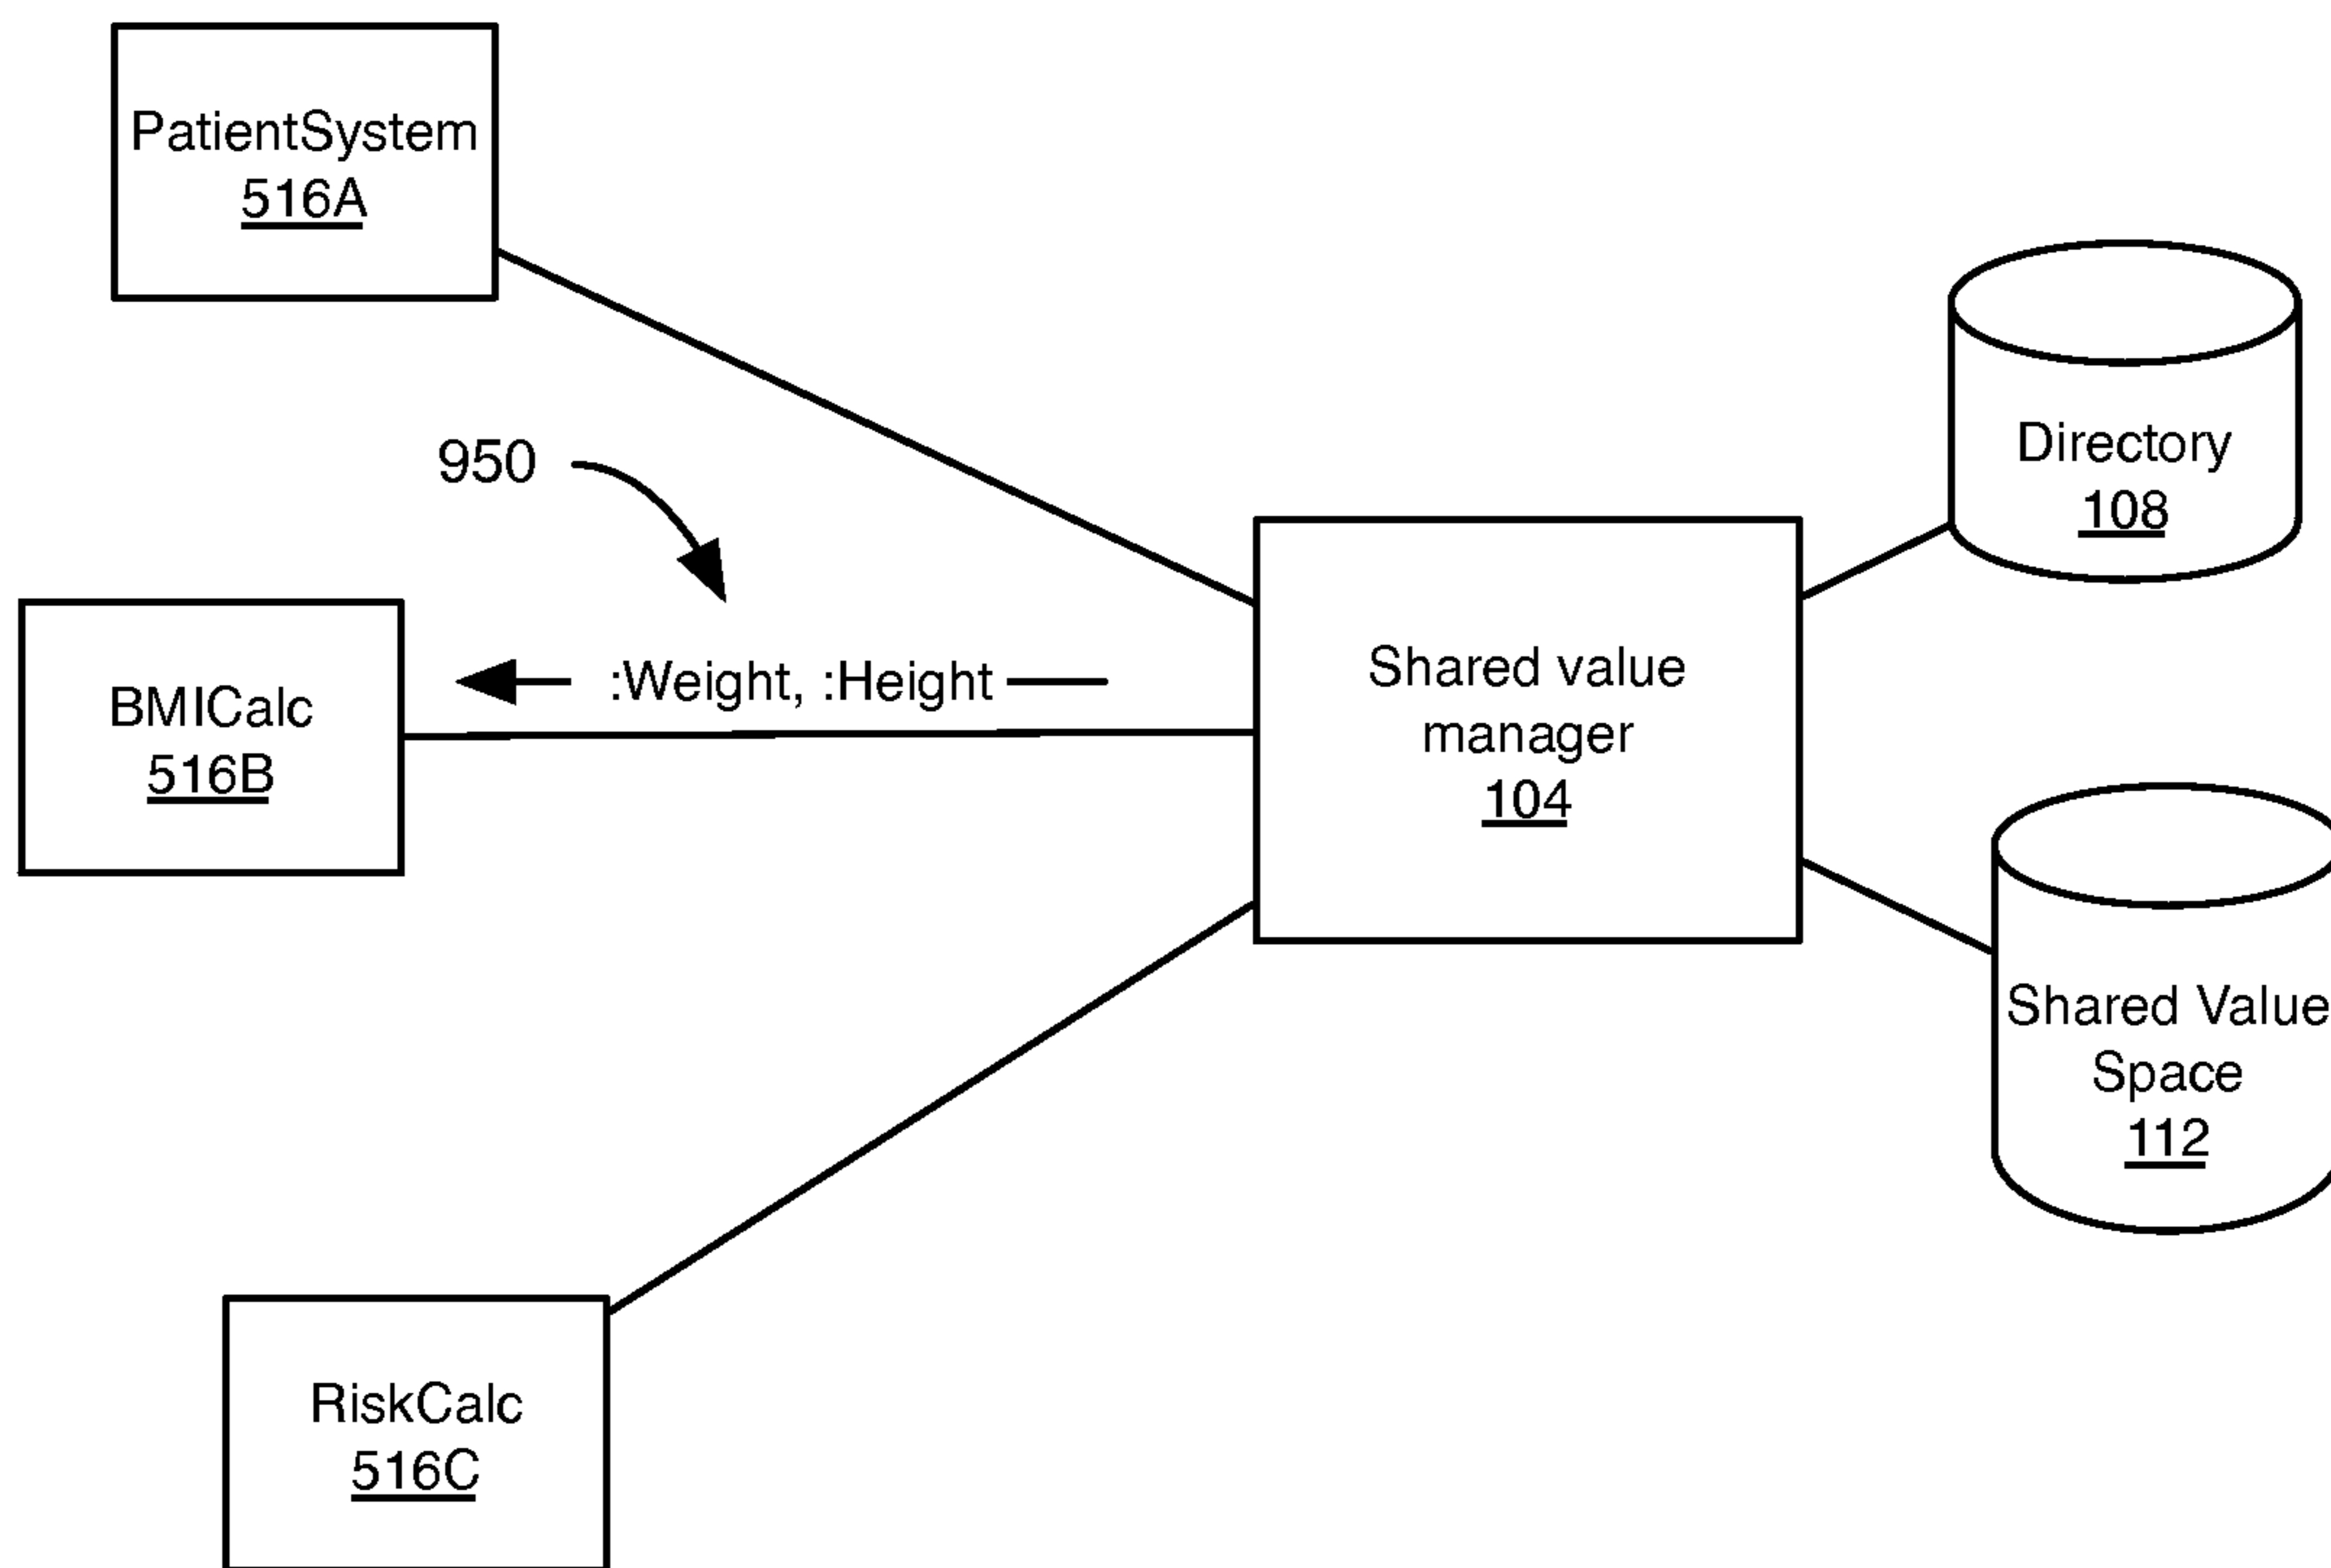 PatientSystem
516A
950
Directory
108
:Weight, :Height
BMICalc
516B
Shared value
manager
104
Shared Value
Space
112
RiskCalc
516C